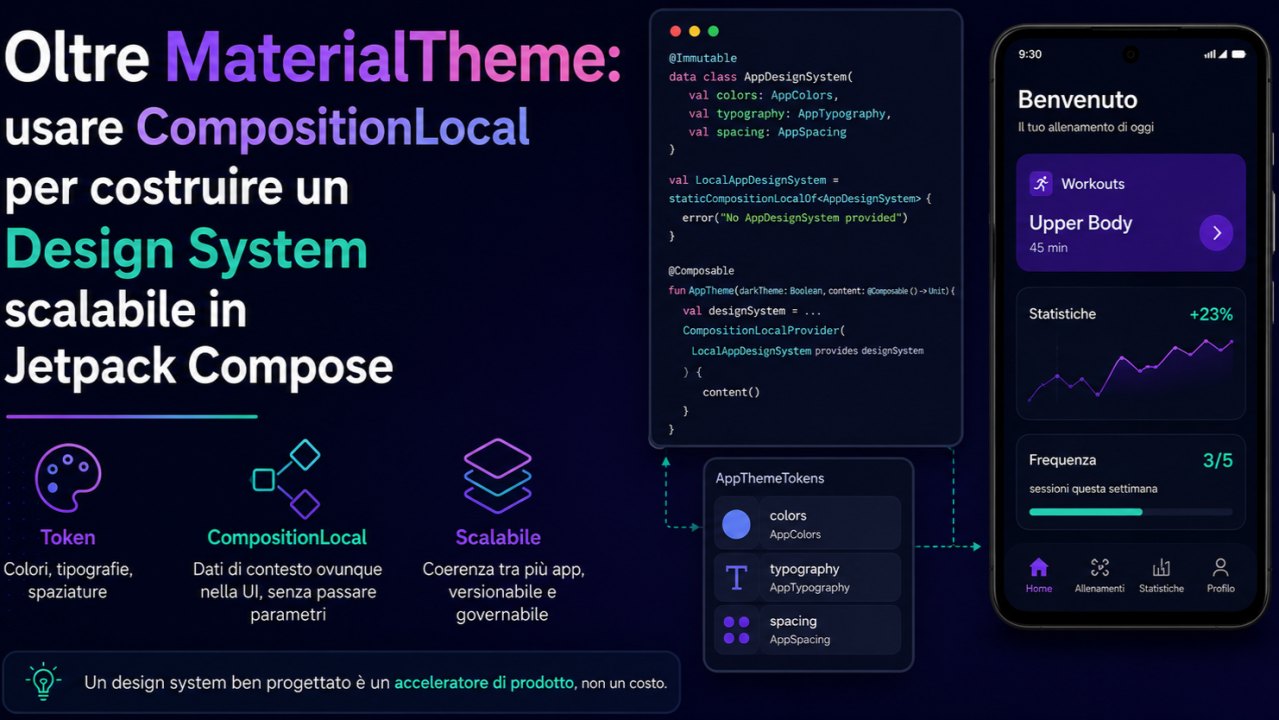 Oltre MaterialTheme:
usare CompositionLocal
per costruire un
Design System
scalabile in
Jetpack Compose
Token
Colori, tipografie,
spaziature
CompositionLocal
Dati di contesto ovunque
nella UI, senza passare
parametri
Scalabile
Coerenza tra più app,
versionabile e
governabile
Un design system ben progettato è un acceleratore di prodotto, non un costo.
@Immutable
data class AppDesignSystem(
val colors: AppColors,
val typography: AppTypography,
val spacing: AppSpacing
)
val LocalAppDesignSystem =
staticCompositionLocalOf<AppDesignSystem> {
error("No AppDesignSystem provided")
}
@Composable
fun AppTheme(darkTheme: Boolean, content: @Composable () -> Unit) {
val designSystem = ...
CompositionLocalProvider(
LocalAppDesignSystem provides designSystem
) {
content()
}
}
AppThemeTokens
colors
AppColors
typography
AppTypography
spacing
AppSpacing
9:30
Benvenuto
Il tuo allenamento di oggi
Workouts
Upper Body
45 min
Statistiche +23%
Frequenza 3/5
sessioni questa settimana
Home Allenamenti Statistiche Profilo